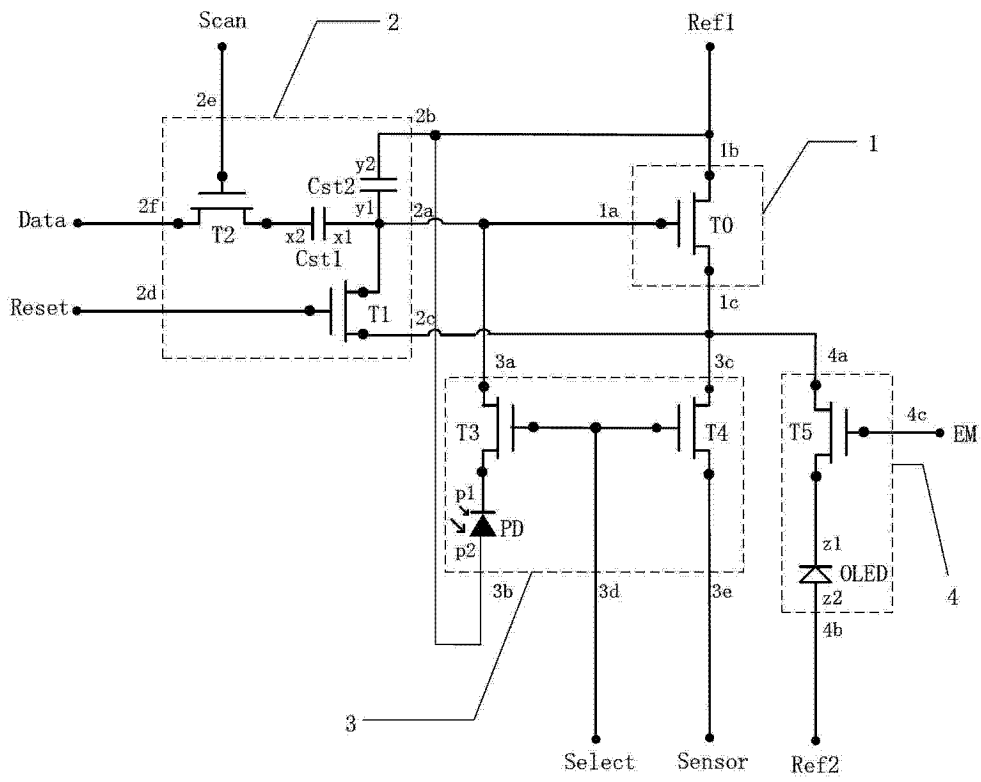 Scan
2
Ref1
2e
2b
1b
1
y2
Cst2
y1
Data
2f
2a
1a
T0
T2
x2
x1
Cst1
Reset
2d
T1
2c
1c
3a
3c
4a
T3
T4
T5
4c
EM
p1
PD
p2
z1
OLED
z2
4
3b
3d
3e
4b
3
Select
Sensor
Ref2